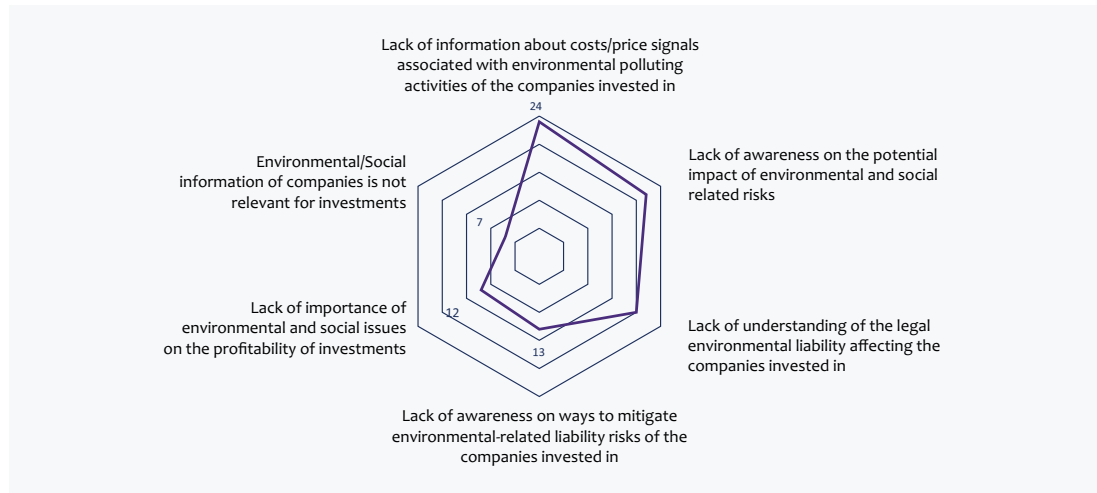 Lack of information about costs/price signals
associated with environmental polluting
activities of the companies invested in
24
Environmental/Social
information of companies is not
relevant for investments
Lack of awareness on the potential
impact of environmental and social
related risks
7
Lack of importance of
environmental and social issues
on the profitability of investments
12
Lack of understanding of the legal
environmental liability affecting the
companies invested in
13
Lack of awareness on ways to mitigate
environmental-related liability risks of the
companies invested in